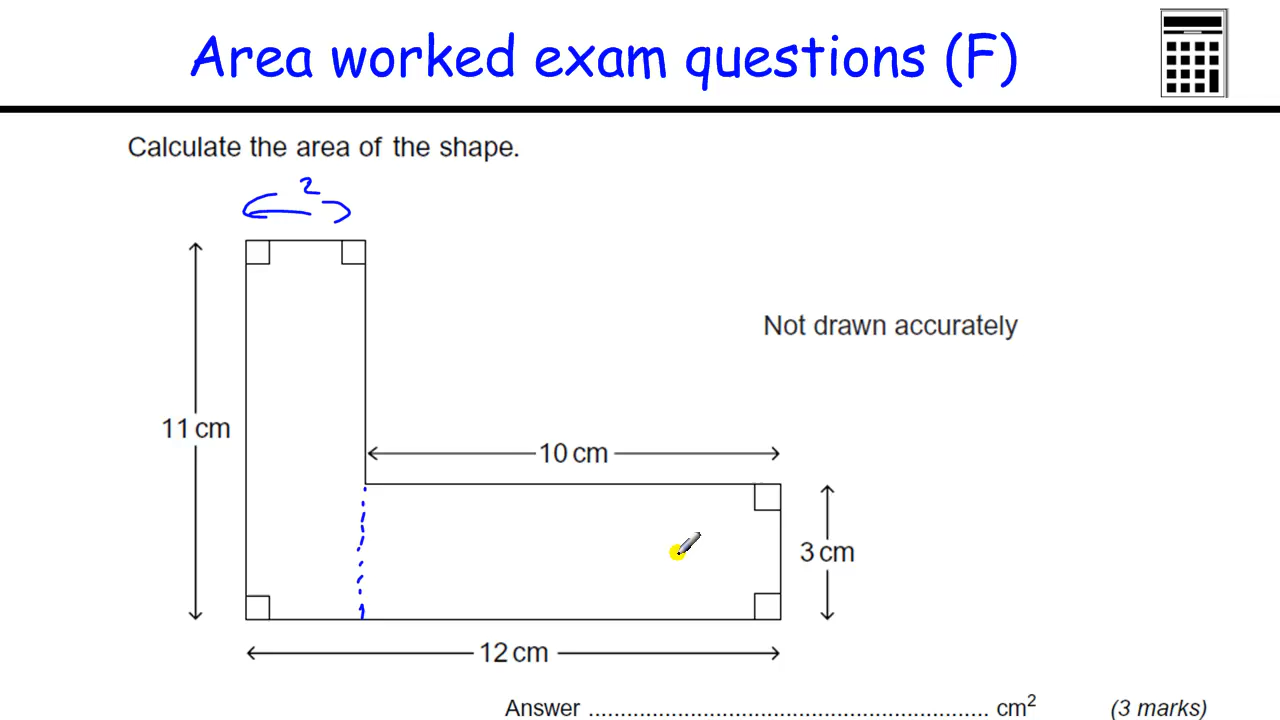 Area worked exam questions (F)
Calculate the area of the shape.
2
Not drawn accurately
11 cm
10 cm
3 cm
12 cm
Answer ............................................................... cm²
(3 marks)